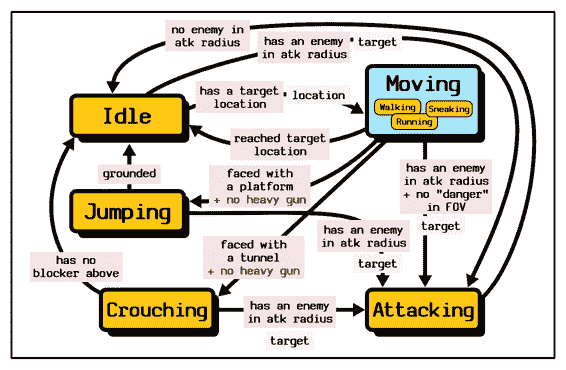 no enemy in
atk radius
has an enemy
in atk radius
target
Moving
Walking
Sneaking
Running
Idle
has a target
location
location
reached target
location
grounded
faced with
a platform
+ no heavy gun
has an enemy
in atk radius
+ no "danger"
in FOV
target
Jumping
has an enemy
in atk radius
target
faced with
a tunnel
+ no heavy gun
has no
blocker above
Crouching
has an enemy
in atk radius
target
Attacking